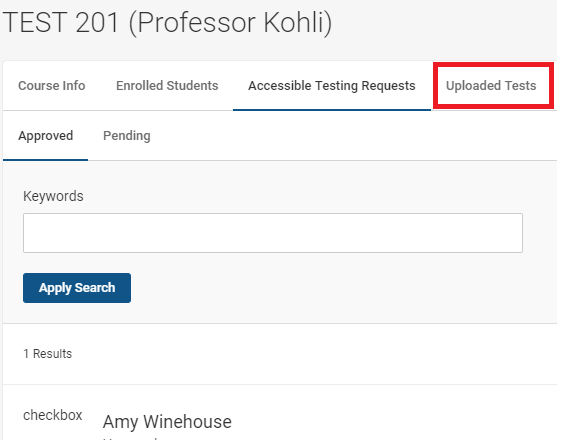 TEST 201 (Professor Kohli)
Course Info Enrolled Students Accessible Testing Requests Uploaded Tests
Approved Pending
Keywords
Apply Search
1 Results
checkbox Amy Winehouse